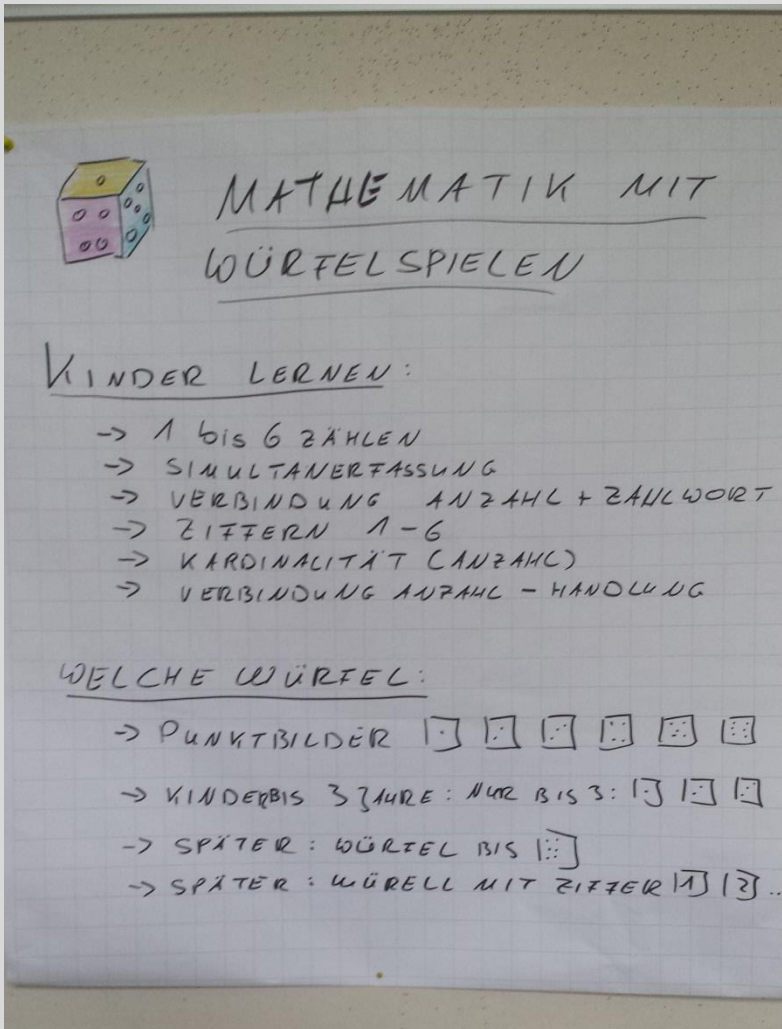 MATHEMATIK MIT
WÜRFELSPIELEN
KINDER LERNEN:
-> 1 bis 6 ZÄHLEN
-> SIMULTANERFASSUNG
-> VERBINDUNG ANZAHL + ZAHLWORT
-> ZIFFERN 1-6
-> KARDINALITÄT (ANZAHL)
-> VERBINDUNG ANZAHL - HANDLUNG
WELCHE WÜRFEL:
-> PUNKTBILDER
-> KINDER BIS 3 JAHRE: NUR BIS 3:
-> SPÄTER: WÜRFEL BIS
-> SPÄTER: WÜRELL MIT ZIFFER 1 2 ...